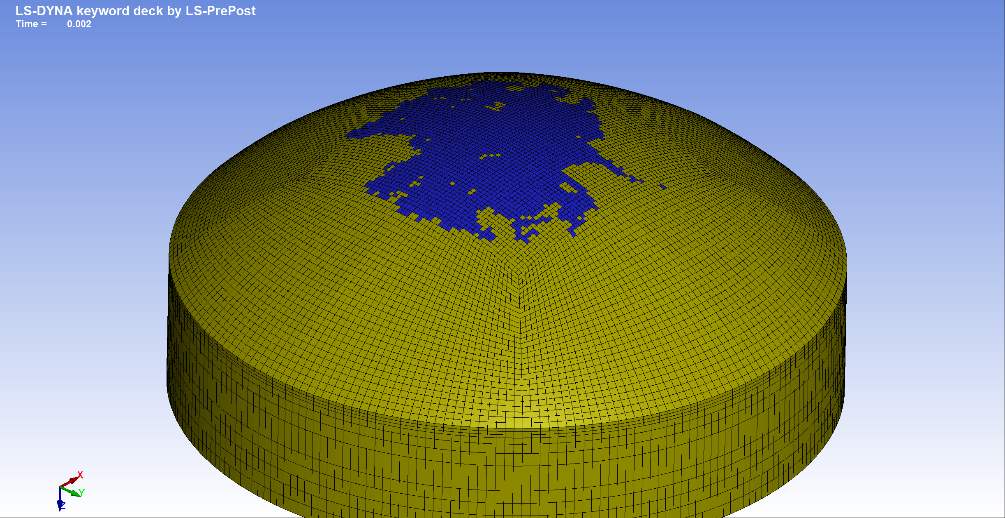 LS-DYNA keyword deck by LS-PrePost
Time = 0.002
X
Y
Z